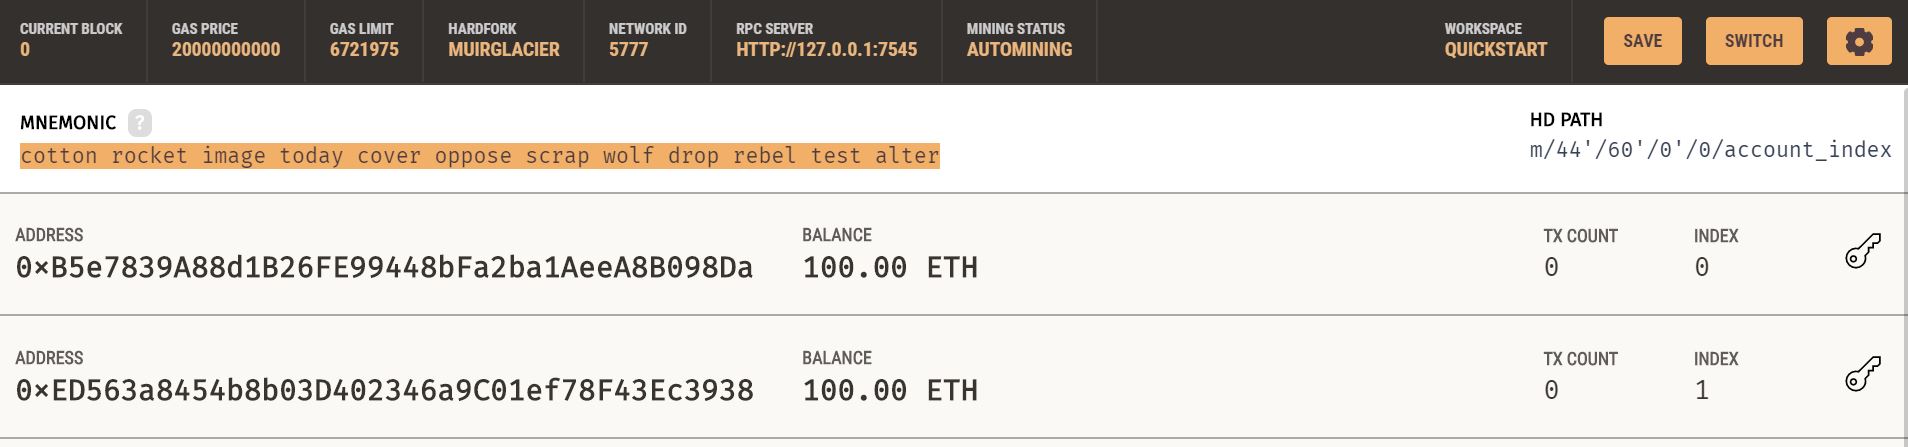 CURRENT BLOCK GAS PRICE GAS LIMIT HARDFORK NETWORK ID RPC SERVER MINING STATUS WORKSPACE
0 20000000000 6721975 MUIRGLACIER 5777 HTTP://127.0.0.1:7545 AUTOMINING QUICKSTART SAVE SWITCH
MNEMONIC ? HD PATH
cotton rocket image today cover oppose scrap wolf drop rebel test alter m/44'/60'/0'/0/account_index
ADDRESS BALANCE TX COUNT INDEX
0×B5e7839A88d1B26FE99448bFa2ba1AeeA8B098Da 100.00 ETH 0 0
ADDRESS BALANCE TX COUNT INDEX
0×ED563a8454b8b03D402346a9C01ef78F43Ec3938 100.00 ETH 0 1